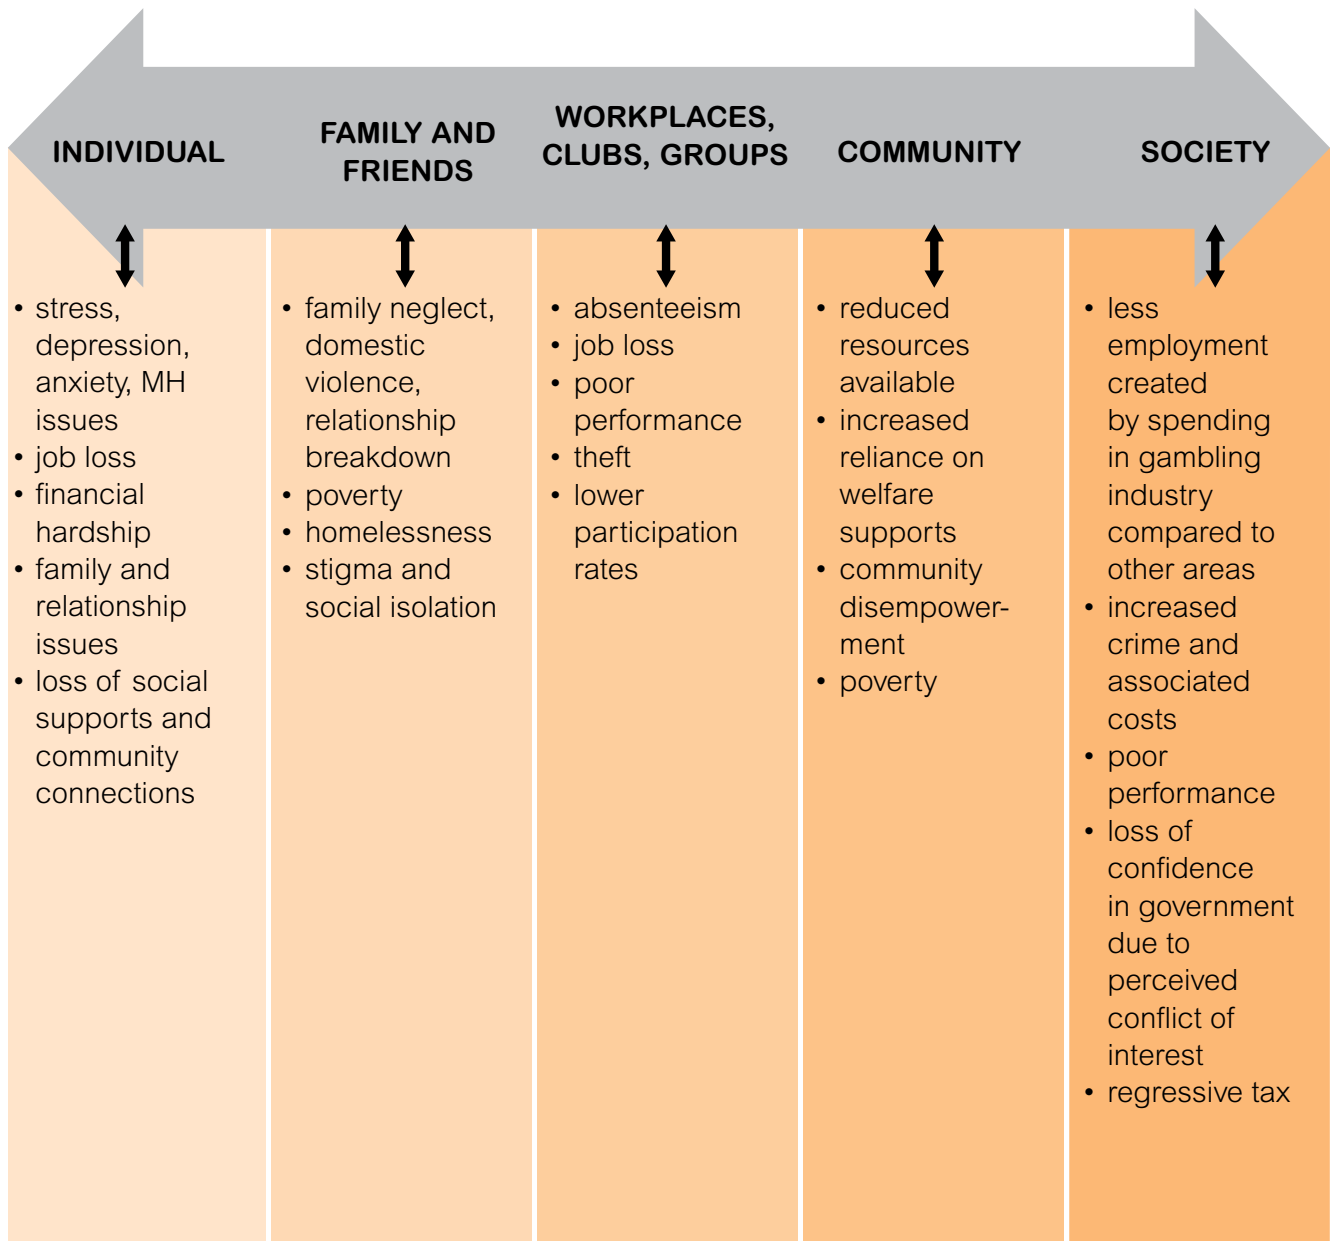 INDIVIDUAL
FAMILY AND
FRIENDS
WORKPLACES,
CLUBS, GROUPS
COMMUNITY
SOCIETY
• stress,
depression,
anxiety, MH
issues
• job loss
• financial
hardship
• family and
relationship
issues
• loss of social
supports and
community
connections
• family neglect,
domestic
violence,
relationship
breakdown
• poverty
• homelessness
• stigma and
social isolation
• absenteeism
• job loss
• poor
performance
• theft
• lower
participation
rates
• reduced
resources
available
• increased
reliance on
welfare
supports
• community
disempower-
ment
• poverty
• less
employment
created
by spending
in gambling
industry
compared to
other areas
• increased
crime and
associated
costs
• poor
performance
• loss of
confidence
in government
due to
perceived
conflict of
interest
• regressive tax